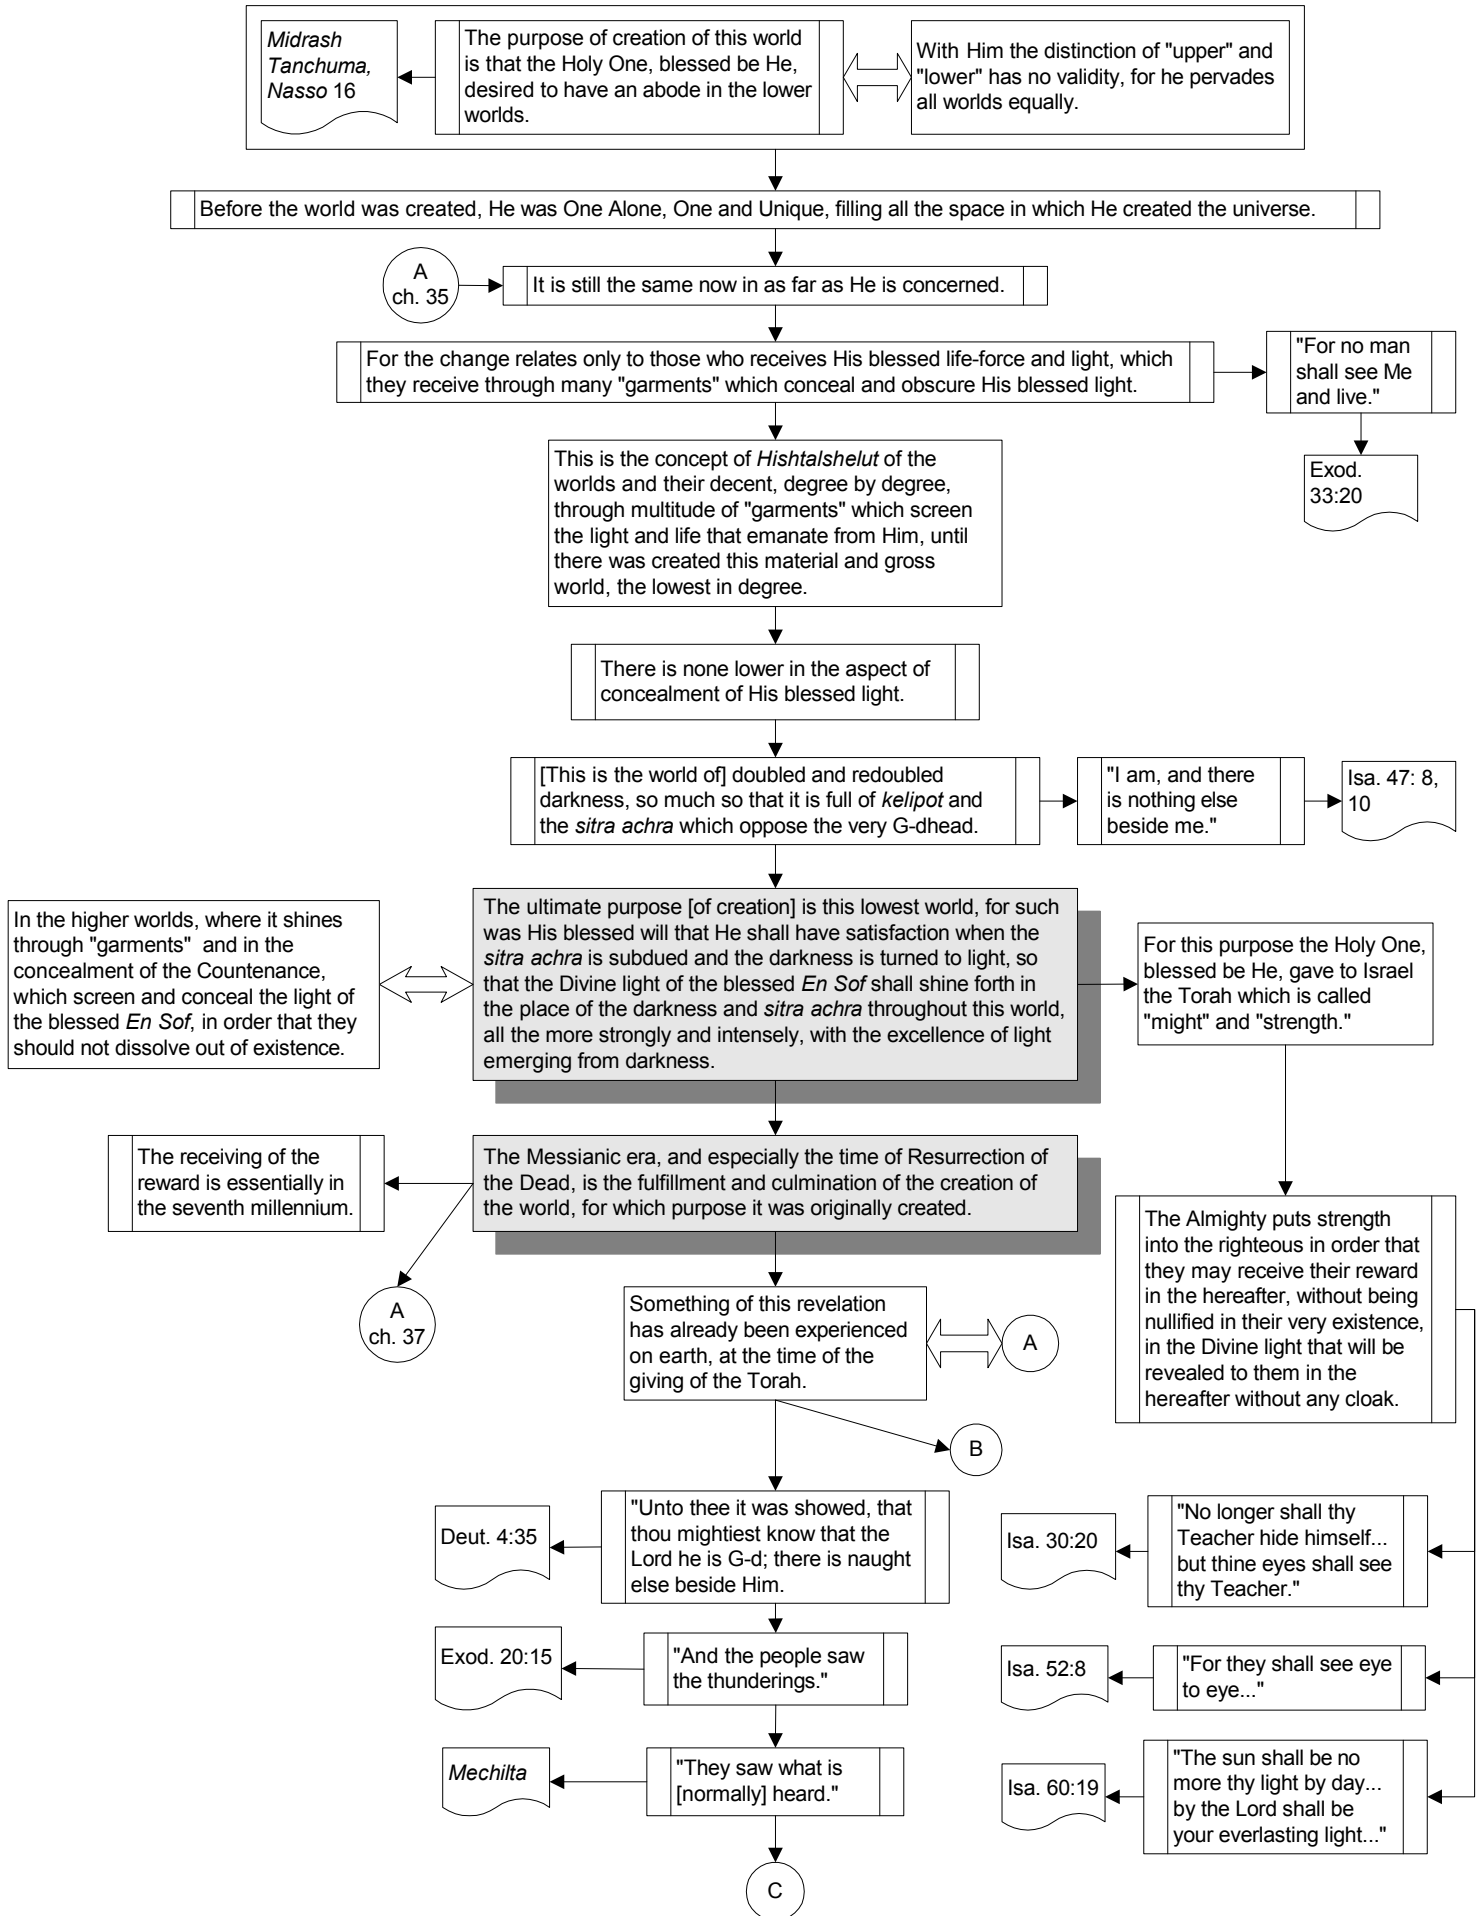 Midrash
Tanchuma,
Nasso 16
The purpose of creation of this world
is that the Holy One, blessed be He,
desired to have an abode in the lower
worlds.
With Him the distinction of "upper" and
"lower" has no validity, for he pervades
all worlds equally.
Before the world was created, He was One Alone, One and Unique, filling all the space in which He created the universe.
A
ch. 35
It is still the same now in as far as He is concerned.
For the change relates only to those who receives His blessed life-force and light, which
they receive through many "garments" which conceal and obscure His blessed light.
"For no man
shall see Me
and live."
Exod.
33:20
This is the concept of Hishtalshelut of the
worlds and their decent, degree by degree,
through multitude of "garments" which screen
the light and life that emanate from Him, until
there was created this material and gross
world, the lowest in degree.
There is none lower in the aspect of
concealment of His blessed light.
[This is the world of] doubled and redoubled
darkness, so much so that it is full of kelipot and
the sitra achra which oppose the very G-dhead.
"I am, and there
is nothing else
beside me."
Isa. 47: 8,
10
In the higher worlds, where it shines
through "garments" and in the
concealment of the Countenance,
which screen and conceal the light of
the blessed En Sof, in order that they
should not dissolve out of existence.
The ultimate purpose [of creation] is this lowest world, for such
was His blessed will that He shall have satisfaction when the
sitra achra is subdued and the darkness is turned to light, so
that the Divine light of the blessed En Sof shall shine forth in
the place of the darkness and sitra achra throughout this world,
all the more strongly and intensely, with the excellence of light
emerging from darkness.
For this purpose the Holy One,
blessed be He, gave to Israel
the Torah which is called
"might" and "strength."
The receiving of the
reward is essentially in
the seventh millennium.
The Messianic era, and especially the time of Resurrection of
the Dead, is the fulfillment and culmination of the creation of
the world, for which purpose it was originally created.
The Almighty puts strength
into the righteous in order that
they may receive their reward
in the hereafter, without being
nullified in their very existence,
in the Divine light that will be
revealed to them in the
hereafter without any cloak.
A
ch. 37
Something of this revelation
has already been experienced
on earth, at the time of the
giving of the Torah.
A
B
Deut. 4:35
"Unto thee it was showed, that
thou mightiest know that the
Lord he is G-d; there is naught
else beside Him.
Isa. 30:20
"No longer shall thy
Teacher hide himself...
but thine eyes shall see
thy Teacher."
Exod. 20:15
"And the people saw
the thunderings."
Isa. 52:8
"For they shall see eye
to eye..."
Mechilta
"They saw what is
[normally] heard."
Isa. 60:19
"The sun shall be no
more thy light by day...
by the Lord shall be
your everlasting light..."
C